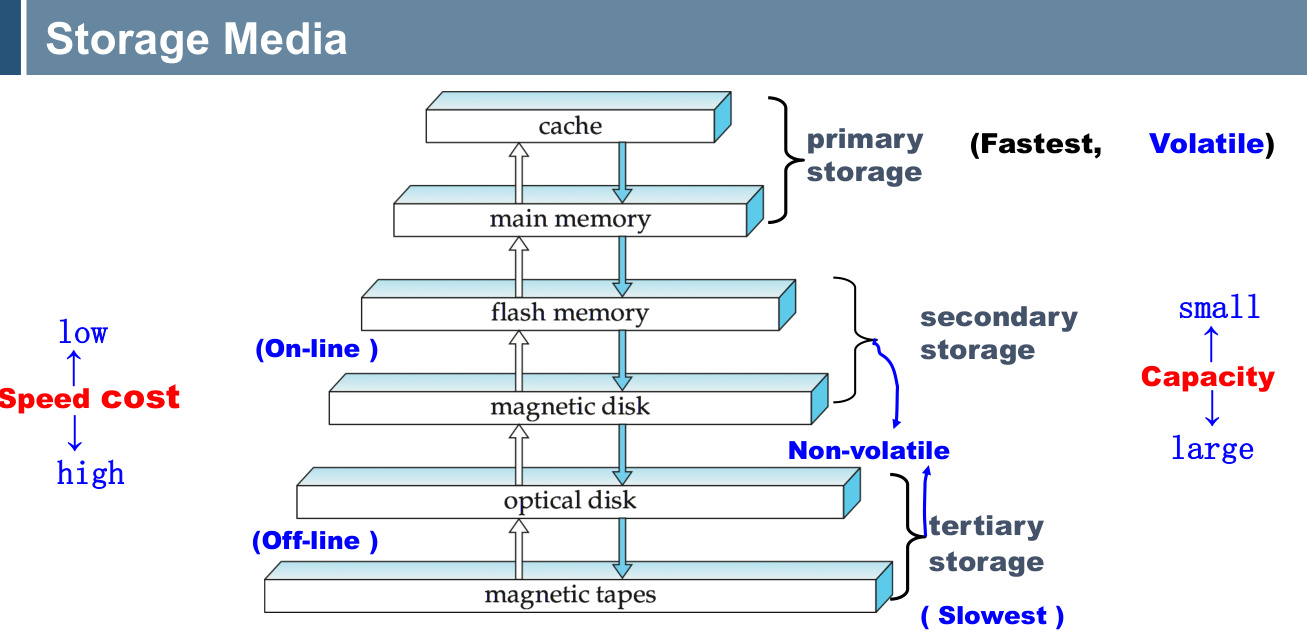 Storage Media
cache
primary
storage
(Fastest, Volatile)
main memory
flash memory
(On-line )
secondary
storage
low
Speed cost
high
small
Capacity
large
magnetic disk
Non-volatile
optical disk
(Off-line )
tertiary
storage
magnetic tapes
( Slowest )